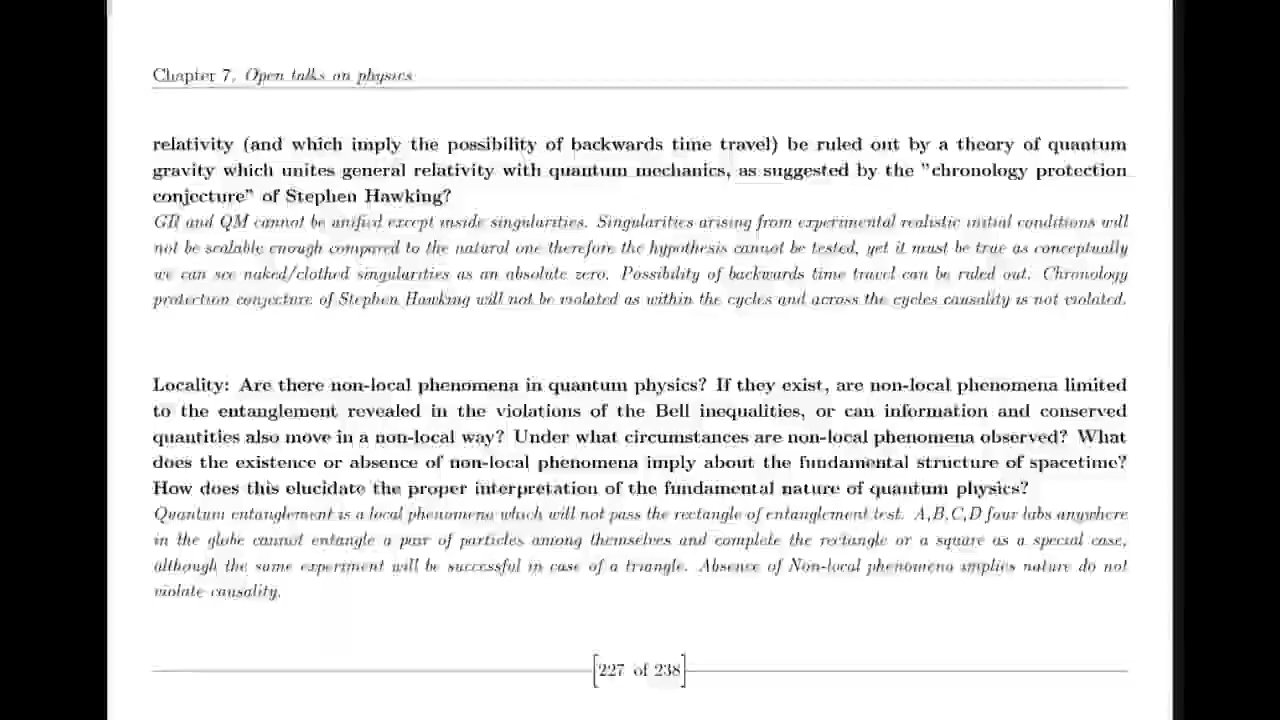 Chapter 7. Open talks on physics
relativity (and which imply the possibility of backwards time travel) be ruled out by a theory of quantum
gravity which unites general relativity with quantum mechanics, as suggested by the "chronology protection
conjecture" of Stephen Hawking?
GR and QM cannot be unified except inside singularities. Singularities arising from experimental realistic initial conditions will
not be scalable enough compared to the natural one therefore the hypothesis cannot be tested, yet it must be true as conceptually
we can see naked/clothed singularities as an absolute zero. Possibility of backwards time travel can be ruled out. Chronology
protection conjecture of Stephen Hawking will not be violated as within the cycles and across the cycles causality is not violated.
Locality: Are there non-local phenomena in quantum physics? If they exist, are non-local phenomena limited
to the entanglement revealed in the violations of the Bell inequalities, or can information and conserved
quantities also move in a non-local way? Under what circumstances are non-local phenomena observed? What
does the existence or absence of non-local phenomena imply about the fundamental structure of spacetime?
How does this elucidate the proper interpretation of the fundamental nature of quantum physics?
Quantum entanglement is a local phenomena which will not pass the rectangle of entanglement test. A,B,C,D four labs anywhere
in the globe cannot entangle a pair of particles among themselves and complete the rectangle or a square as a special case,
although the same experiment will be successful in case of a triangle. Absence of Non-local phenomena implies nature do not
violate causality.
227 of 238